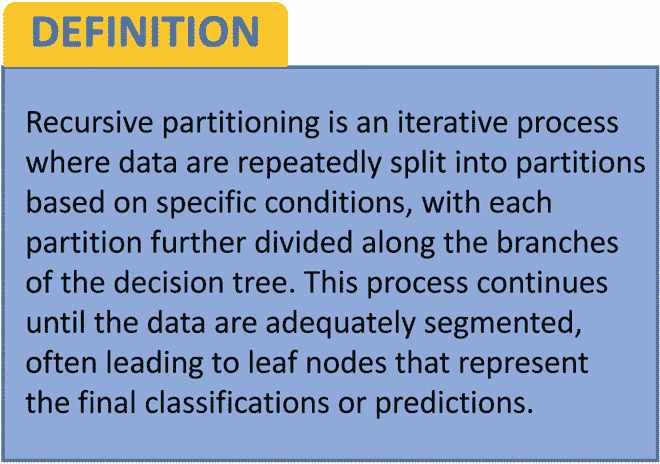 DEFINITION
Recursive partitioning is an iterative process
where data are repeatedly split into partitions
based on specific conditions, with each
partition further divided along the branches
of the decision tree. This process continues
until the data are adequately segmented,
often leading to leaf nodes that represent
the final classifications or predictions.